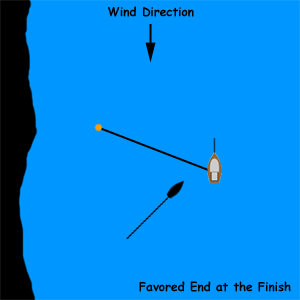 Wind Direction
Favored End at the Finish